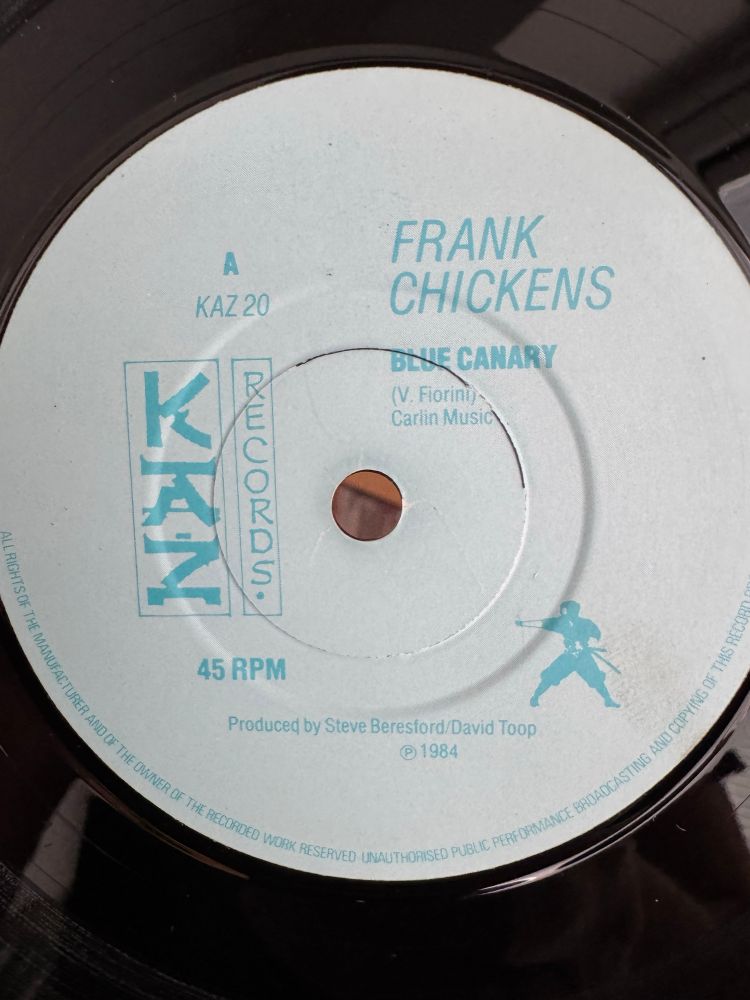 A
KAZ 20
FRANK
CHICKENS
BLUE CANARY
(V. Fiorini)
Carlin Music
KAZ
RECORDS.
45 RPM
Produced by Steve Beresford/David Toop
℗ 1984
ALL RIGHTS OF THE MANUFACTURER AND OF THE OWNER OF THE RECORDED WORK RESERVED UNAUTHORISED PUBLIC PERFORMANCE BROADCASTING AND COPYING OF THIS RECORD